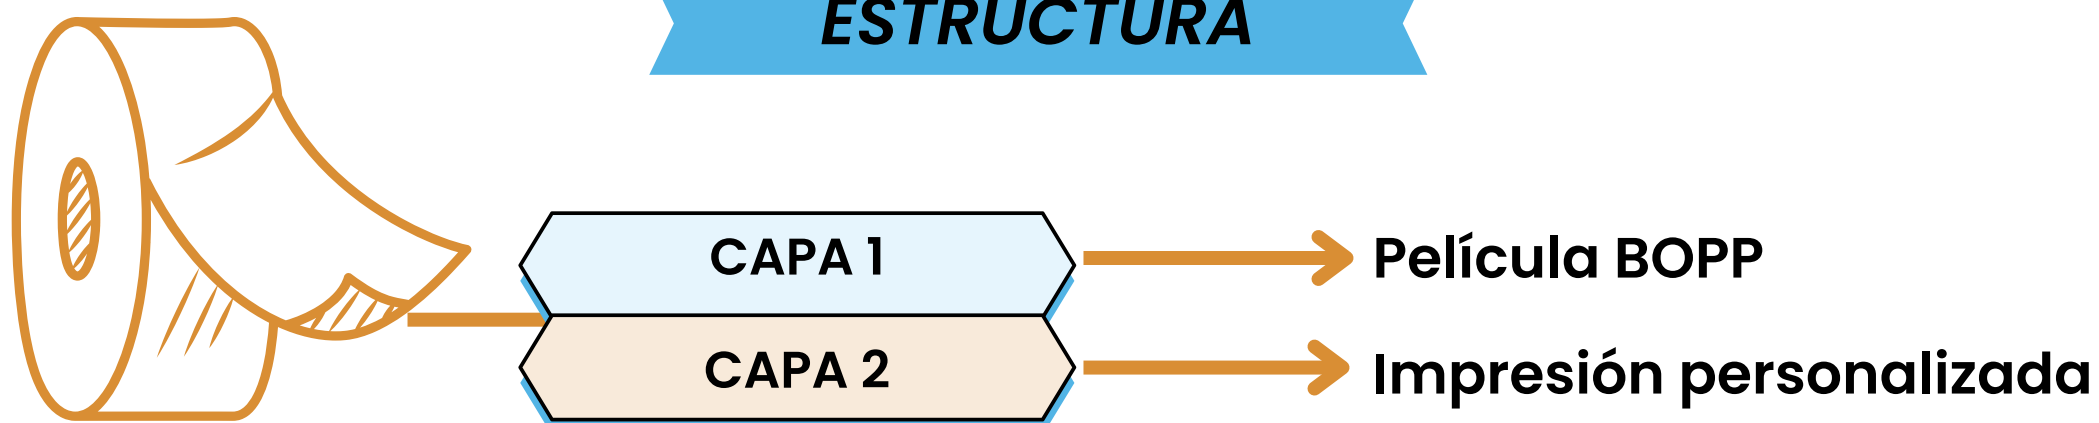 ESTRUCTURA
CAPA 1
Película BOPP
CAPA 2
Impresión personalizada